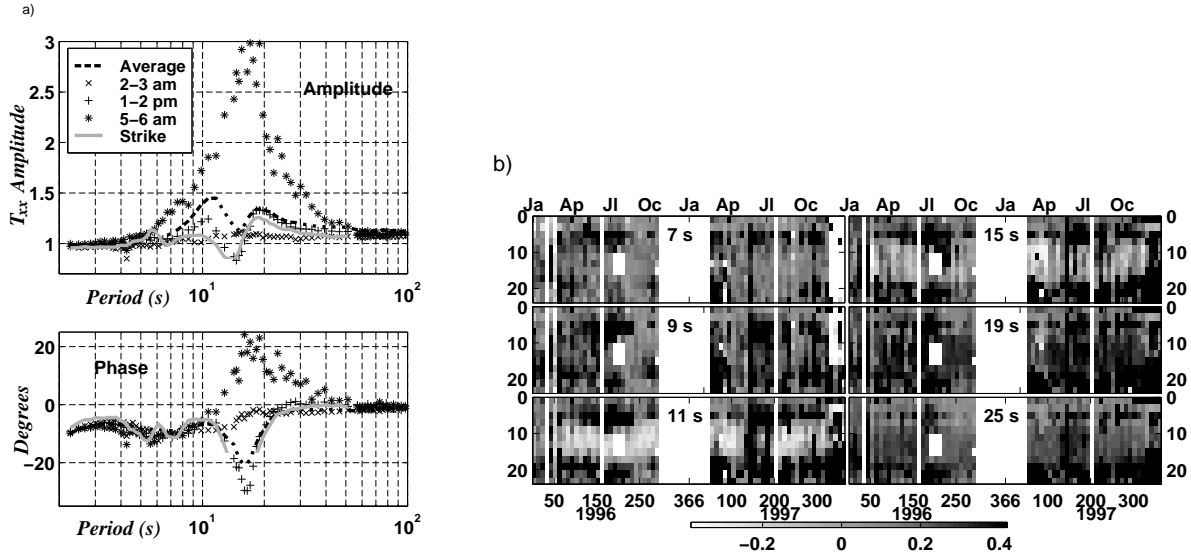 a)
3
2.5
2
1.5
1
T_xx Amplitude
Average
2−3 am
1−2 pm
5−6 am
Strike
Amplitude
Period (s) 10^1 10^2
20
0
−20
Degrees
Phase
Period (s) 10^1 10^2
b)
Ja Ap Jl Oc Ja Ap Jl Oc Ja Ap Jl Oc Ja Ap Jl Oc
0
10
20
7 s
15 s
0
10
20
0
10
20
9 s
19 s
0
10
20
0
10
20
11 s
25 s
0
10
20
50 150 250 366 100 200 300 50 150 250 366 100 200 300
1996 1997 1996 1997
−0.2 0 0.2 0.4